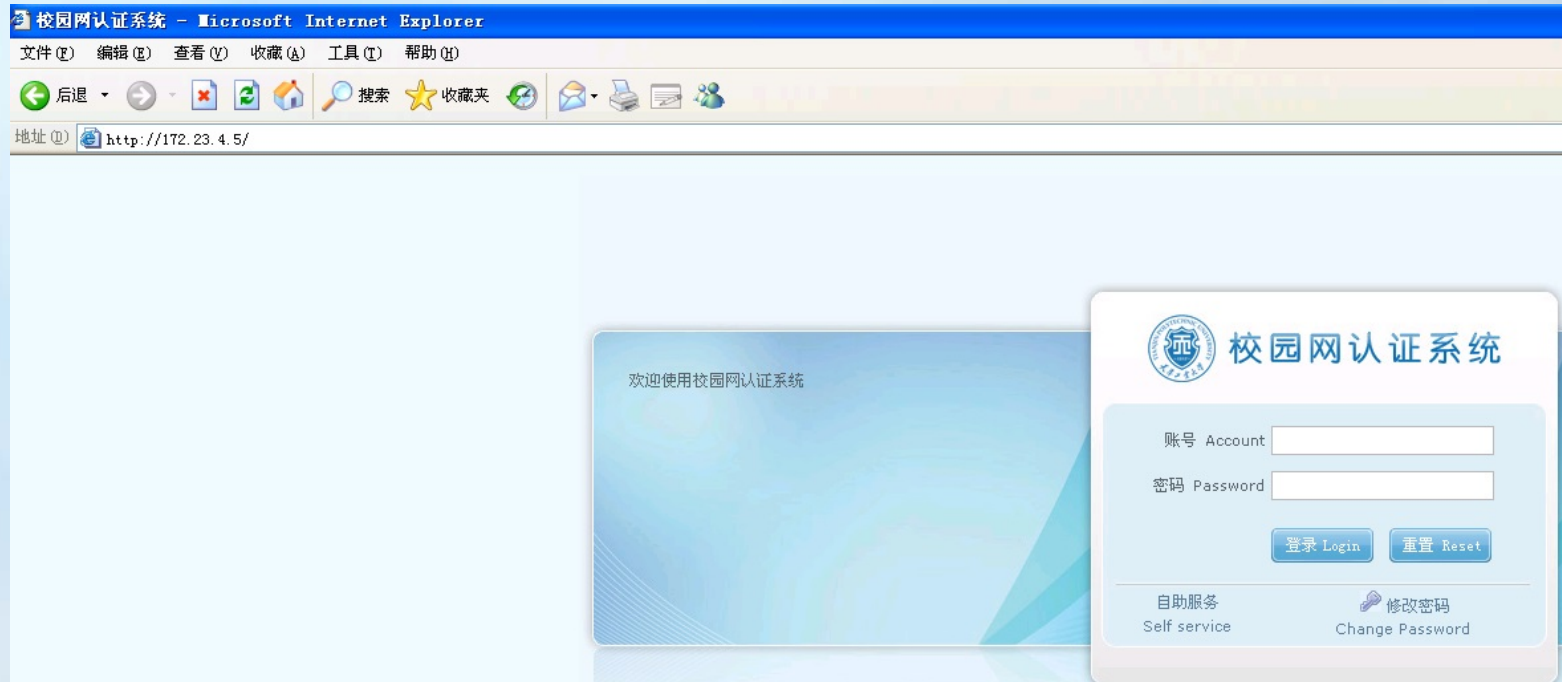 校园网认证系统 - Microsoft Internet Explorer
文件(F) 编辑(E) 查看(V) 收藏(A) 工具(T) 帮助(H)
后退 搜索 收藏夹
地址(D) http://172.23.4.5/
校园网认证系统
欢迎使用校园网认证系统
账号 Account
密码 Password
登录 Login 重置 Reset
自助服务 修改密码
Self service Change Password